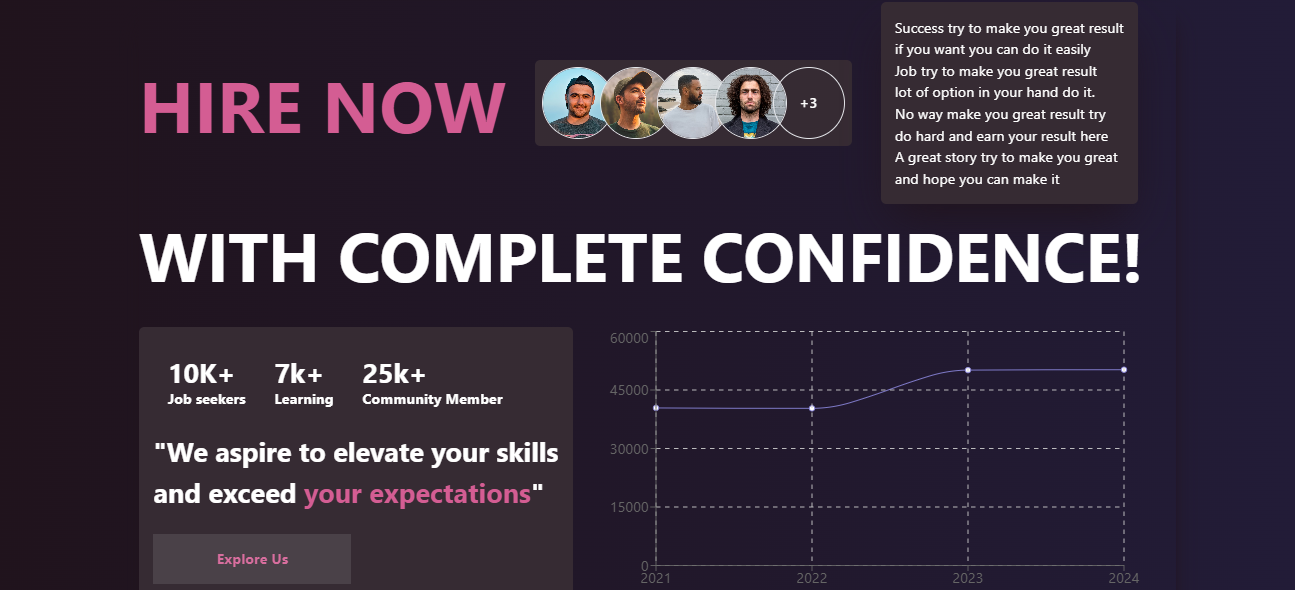 HIRE NOW
+3
Success try to make you great result
if you want you can do it easily
Job try to make you great result
lot of option in your hand do it.
No way make you great result try
do hard and earn your result here
A great story try to make you great
and hope you can make it
WITH COMPLETE CONFIDENCE!
10K+
Job seekers
7k+
Learning
25k+
Community Member
"We aspire to elevate your skills
and exceed your expectations"
Explore Us
60000
45000
30000
15000
0
2021 2022 2023 2024